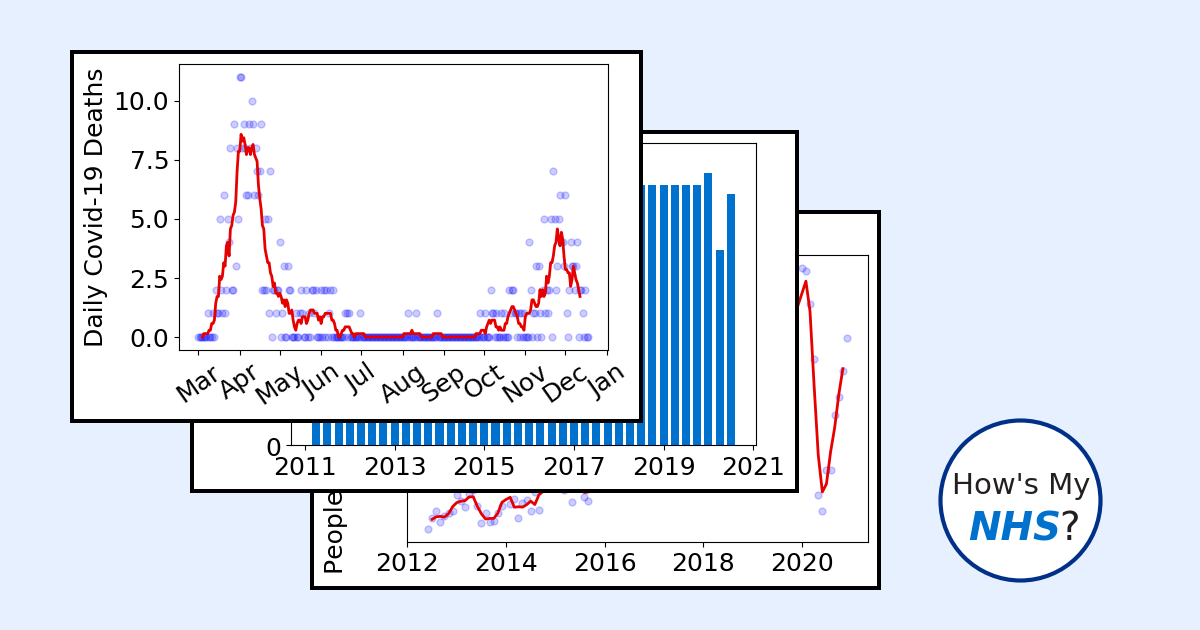 Daily Covid-19 Deaths
10.0
7.5
5.0
2.5
0.0
Mar Apr May Jun Jul Aug Sep Oct Nov Dec Jan
0
2011 2013 2015 2017 2019 2021
People
2012 2014 2016 2018 2020
How's My
NHS?